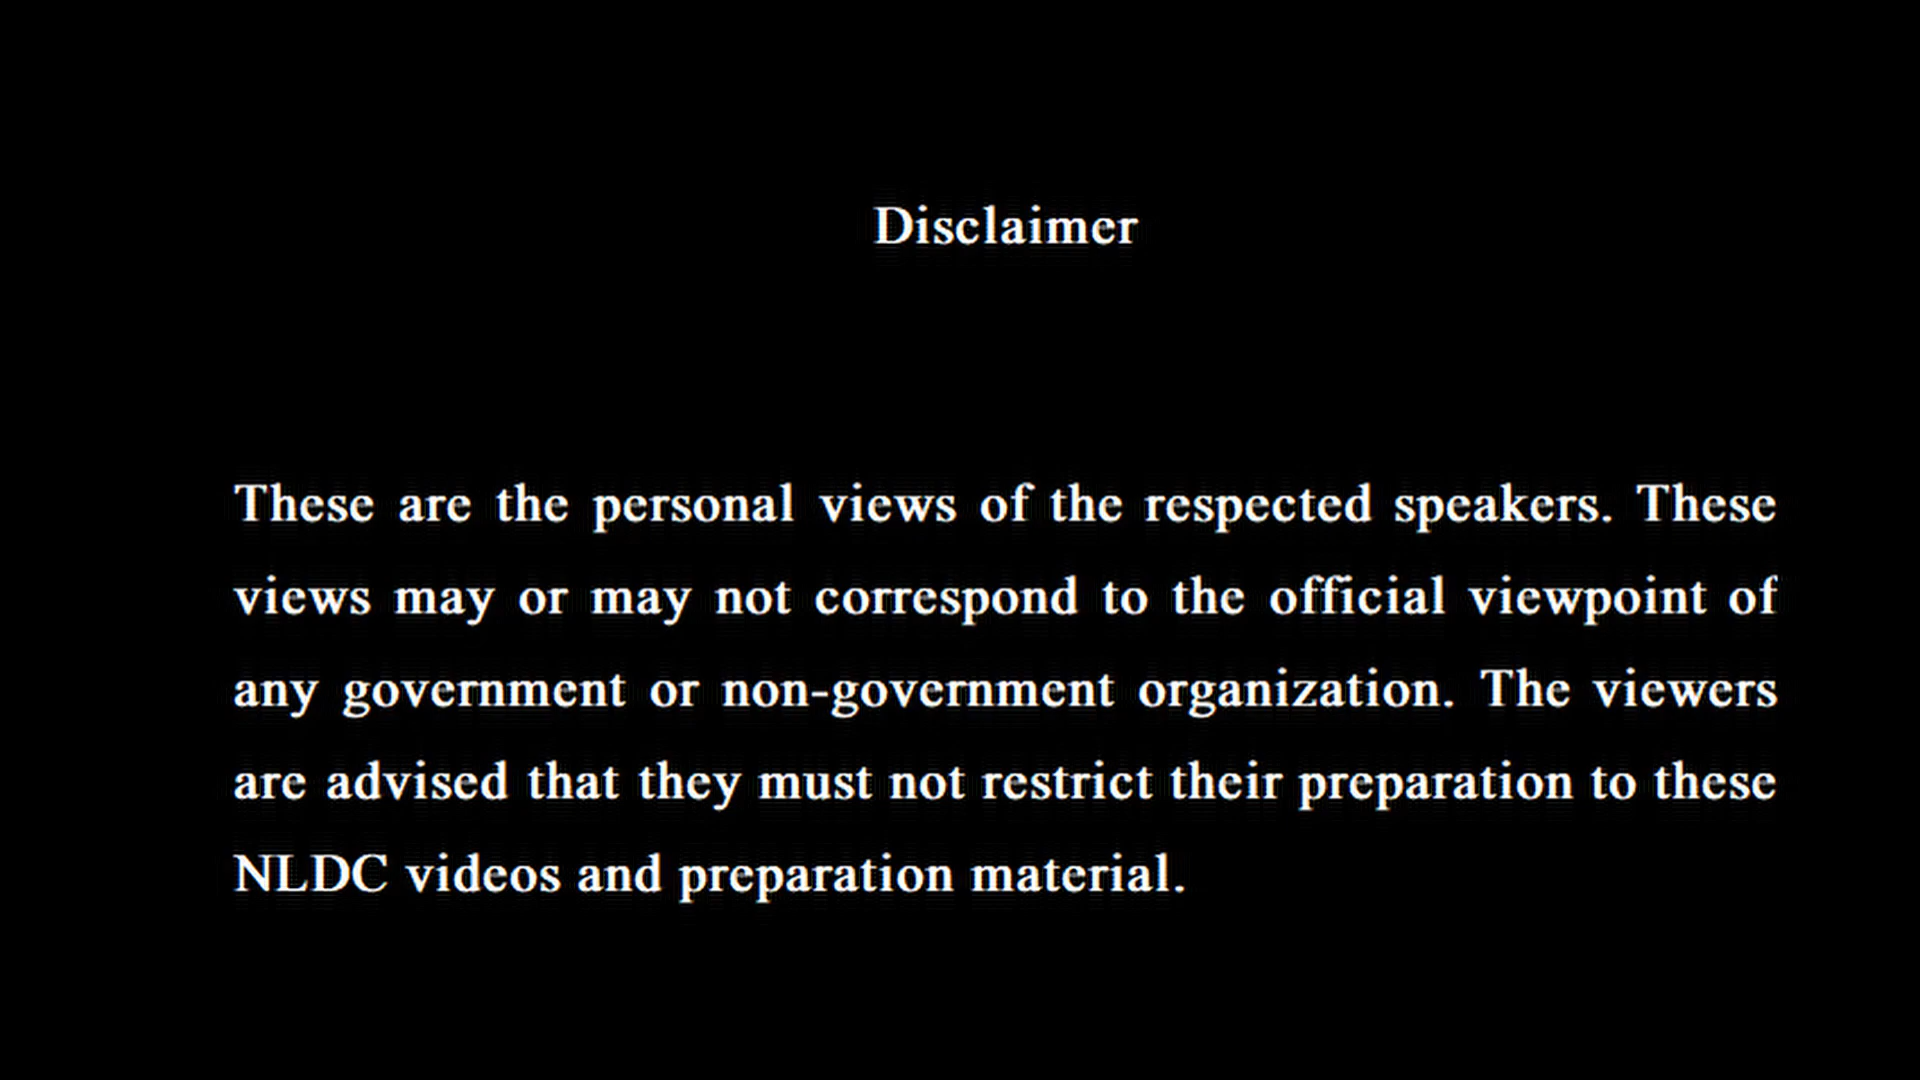 Disclaimer
These are the personal views of the respected speakers. These
views may or may not correspond to the official viewpoint of
any government or non-government organization. The viewers
are advised that they must not restrict their preparation to these
NLDC videos and preparation material.